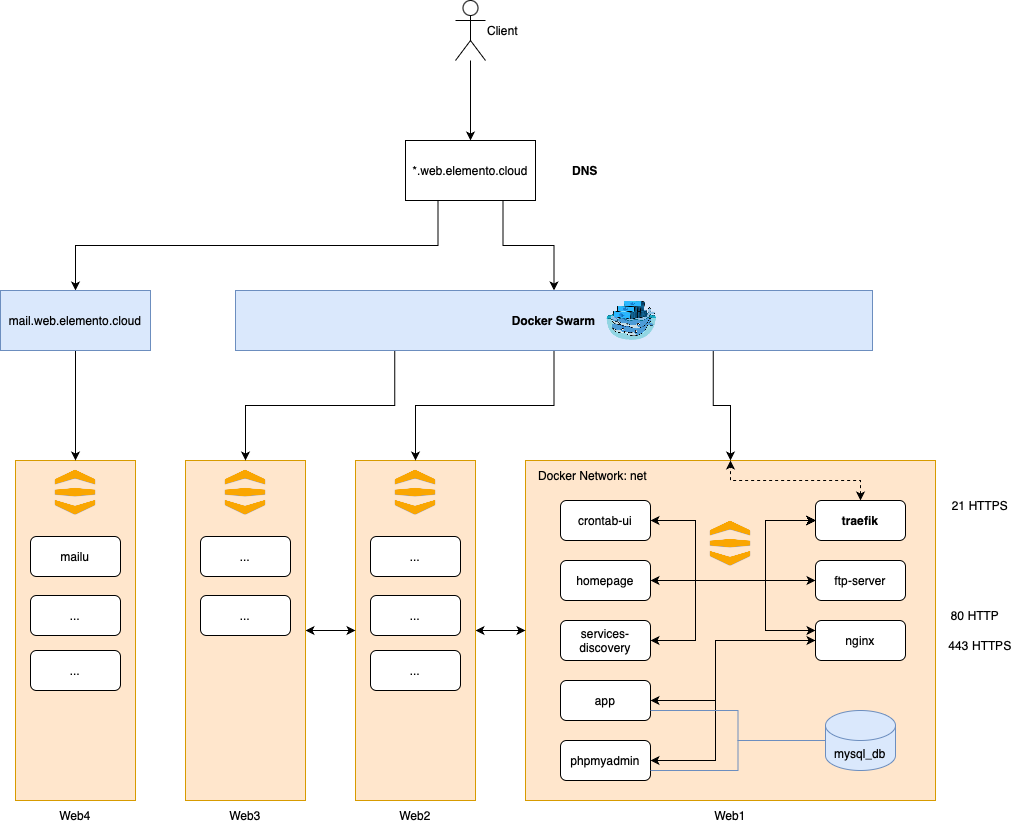 Client
*.web.elemento.cloud
DNS
mail.web.elemento.cloud
Docker Swarm
Docker Network: net
crontab-ui
traefik
21 HTTPS
mailu
...
...
homepage
ftp-server
...
...
...
services-
discovery
nginx
80 HTTP
443 HTTPS
...
...
app
phpmyadmin
mysql_db
Web4
Web3
Web2
Web1